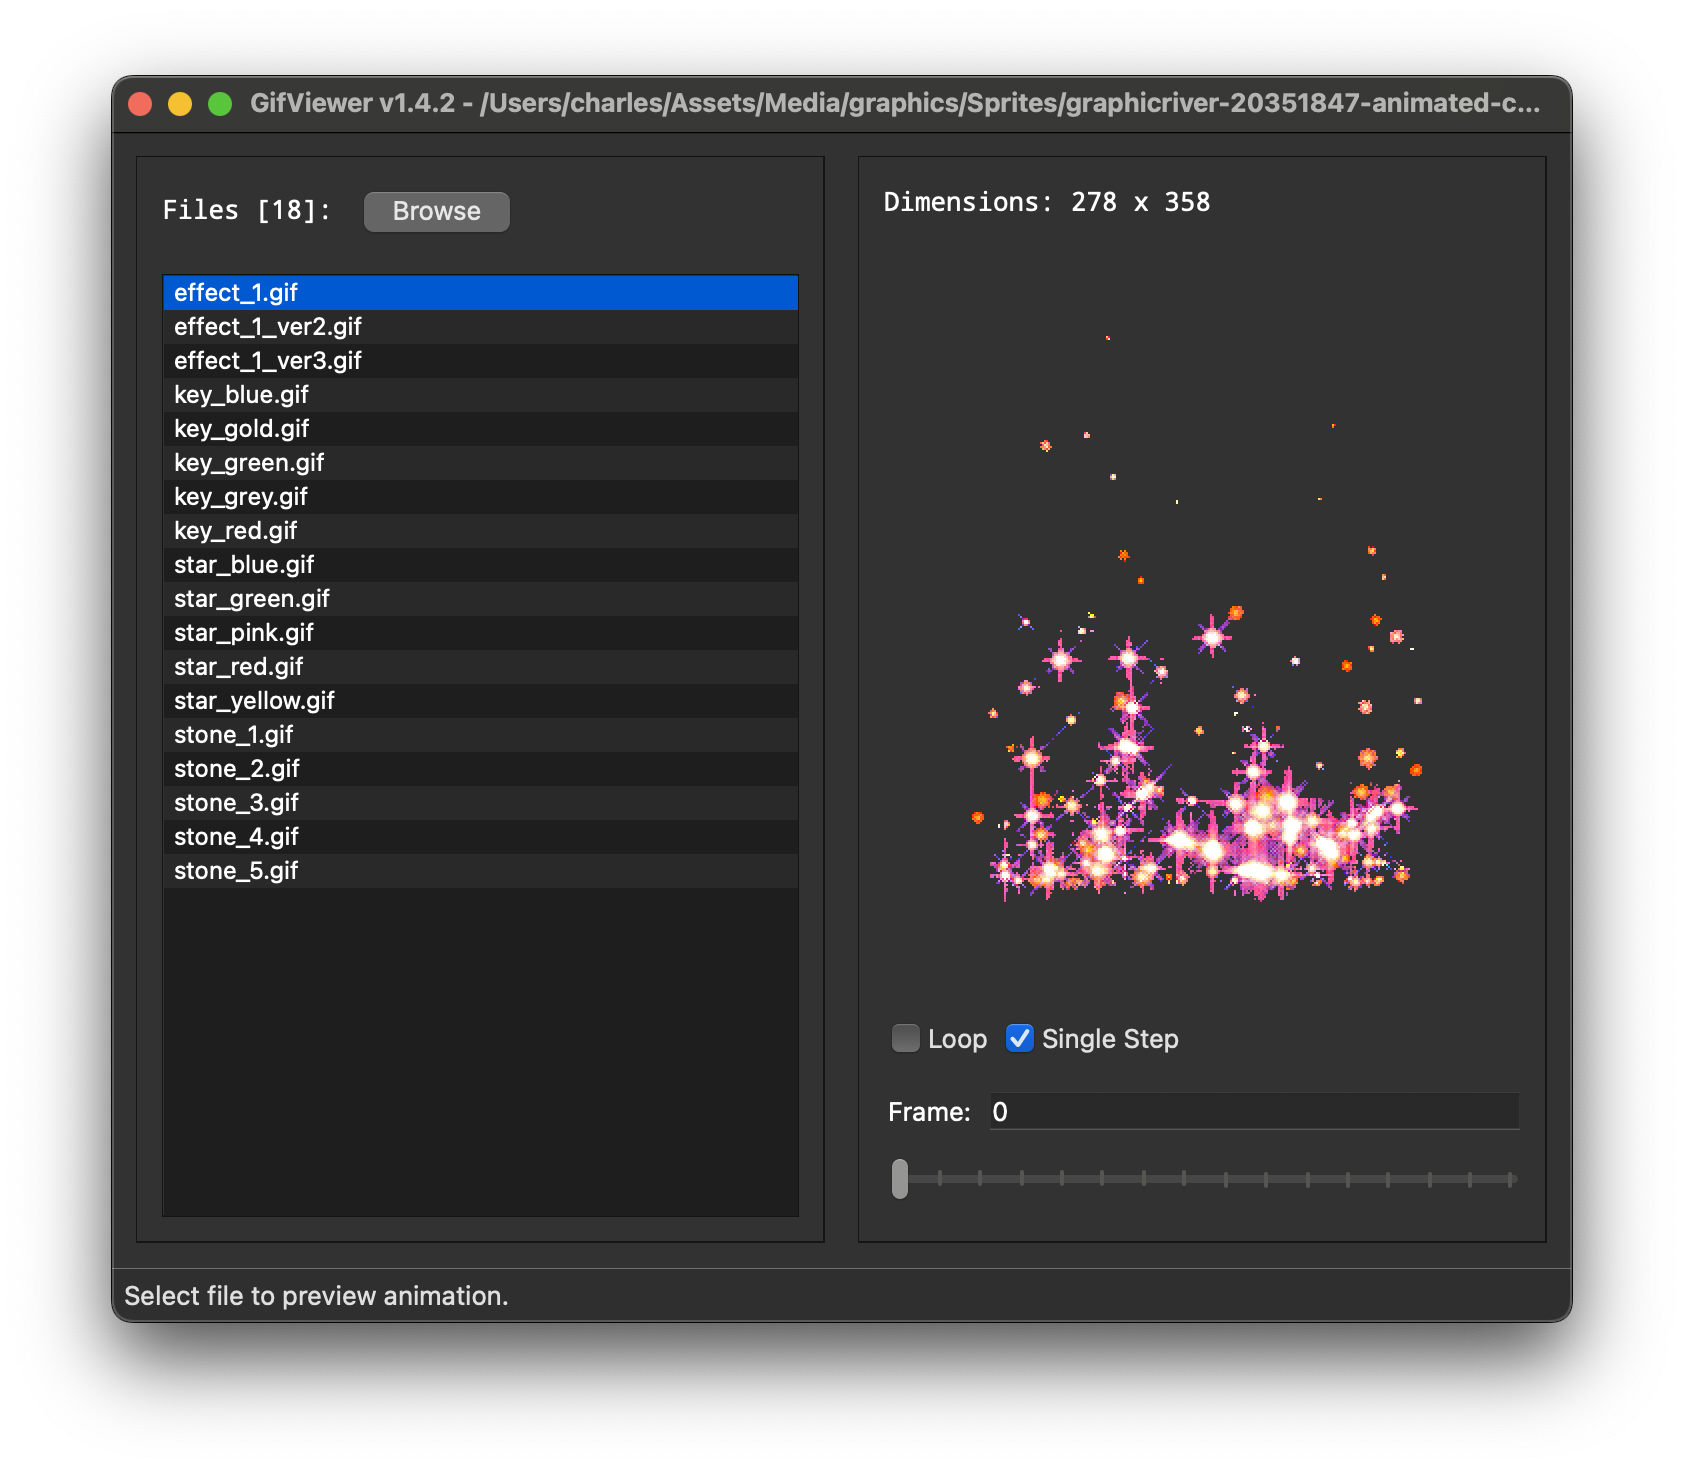 GifViewer v1.4.2 - /Users/charles/Assets/Media/graphics/Sprites/graphicriver-20351847-animated-c...
Files [18]:
Browse
effect_1.gif
effect_1_ver2.gif
effect_1_ver3.gif
key_blue.gif
key_gold.gif
key_green.gif
key_grey.gif
key_red.gif
star_blue.gif
star_green.gif
star_pink.gif
star_red.gif
star_yellow.gif
stone_1.gif
stone_2.gif
stone_3.gif
stone_4.gif
stone_5.gif
Dimensions: 278 x 358
Loop
Single Step
Frame: 0
Select file to preview animation.